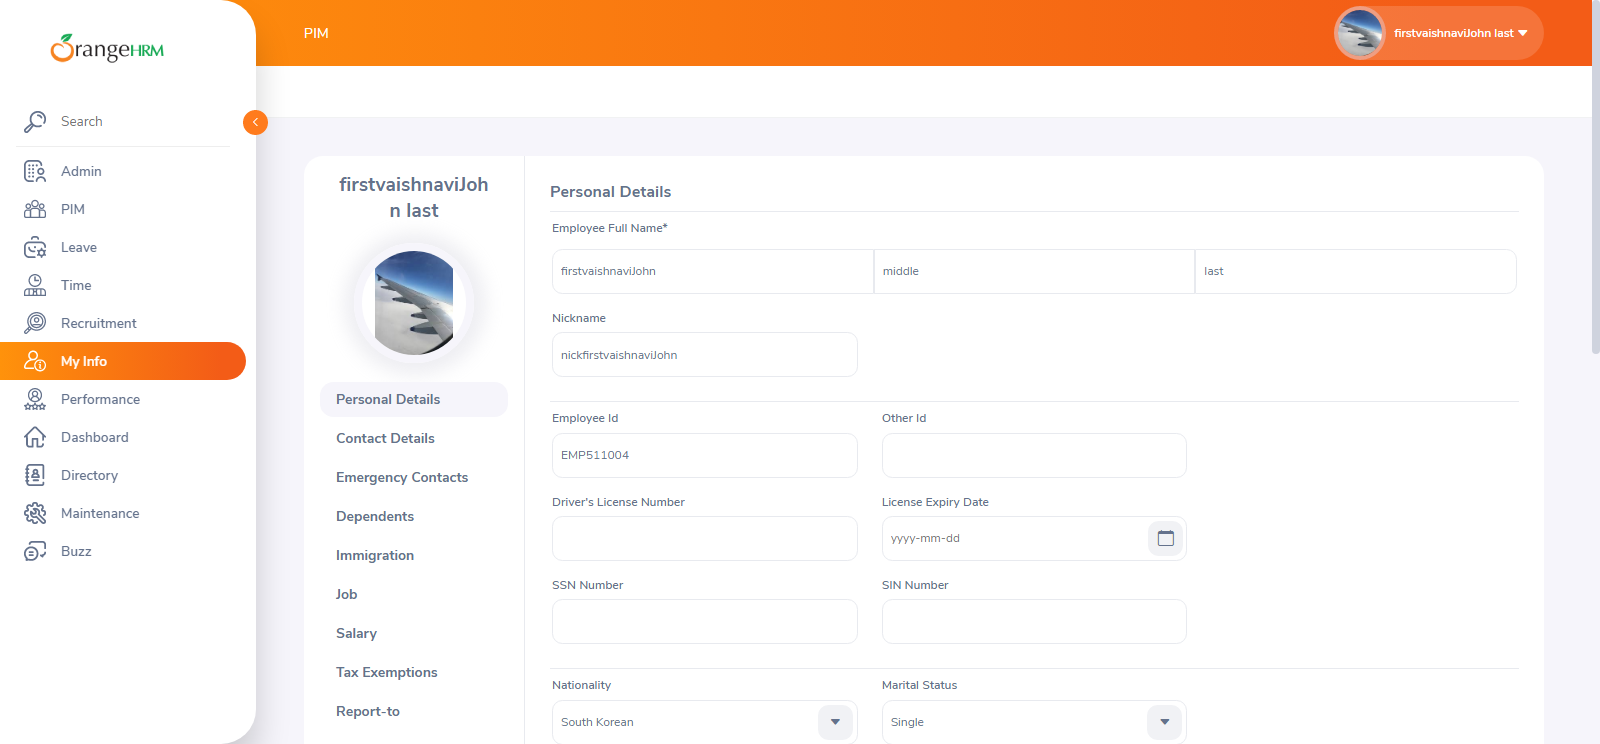 OrangeHRM
Search
Admin
PIM
Leave
Time
Recruitment
My Info
Performance
Dashboard
Directory
Maintenance
Buzz
PIM
firstvaishnaviJohn last
firstvaishnaviJoh
n last
Personal Details
Contact Details
Emergency Contacts
Dependents
Immigration
Job
Salary
Tax Exemptions
Report-to
Personal Details
Employee Full Name*
firstvaishnaviJohn middle last
Nickname
nickfirstvaishnaviJohn
Employee Id Other Id
EMP511004
Driver's License Number License Expiry Date
yyyy-mm-dd
SSN Number SIN Number
Nationality Marital Status
South Korean Single